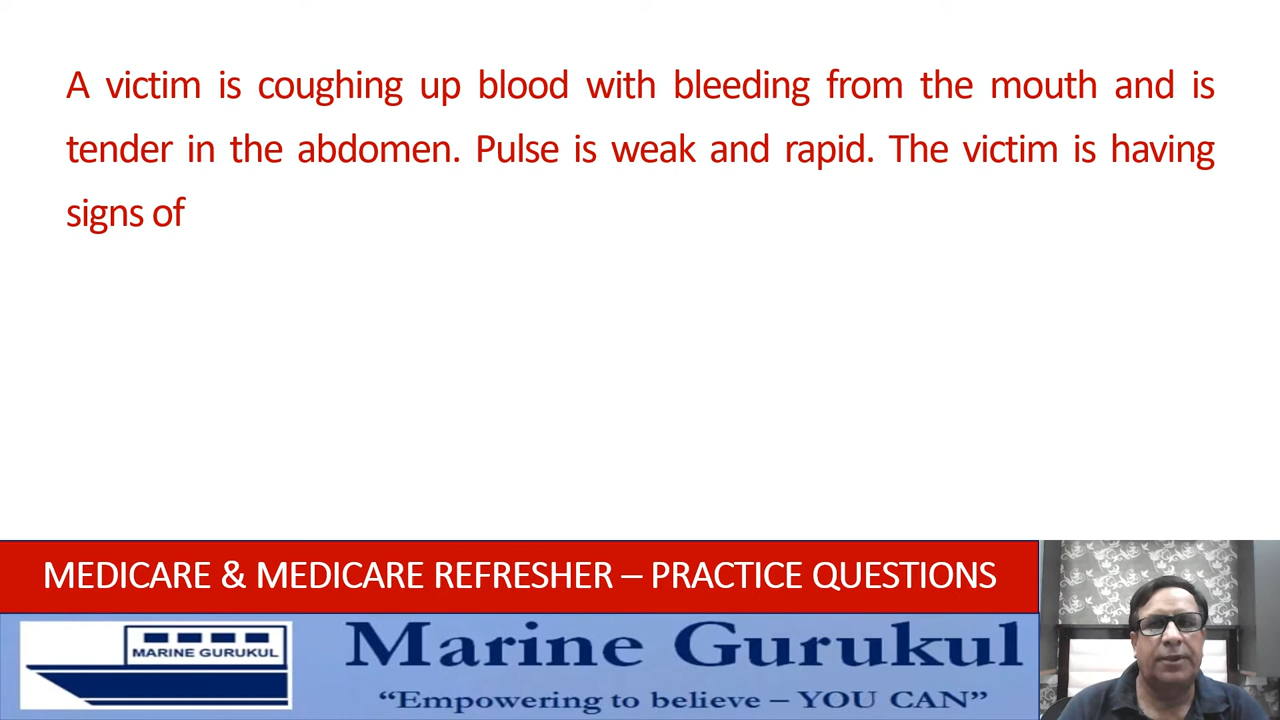 A victim is coughing up blood with bleeding from the mouth and is
tender in the abdomen. Pulse is weak and rapid. The victim is having
signs of
MEDICARE & MEDICARE REFRESHER – PRACTICE QUESTIONS
MARINE GURUKUL
Marine Gurukul
“Empowering to believe – YOU CAN”